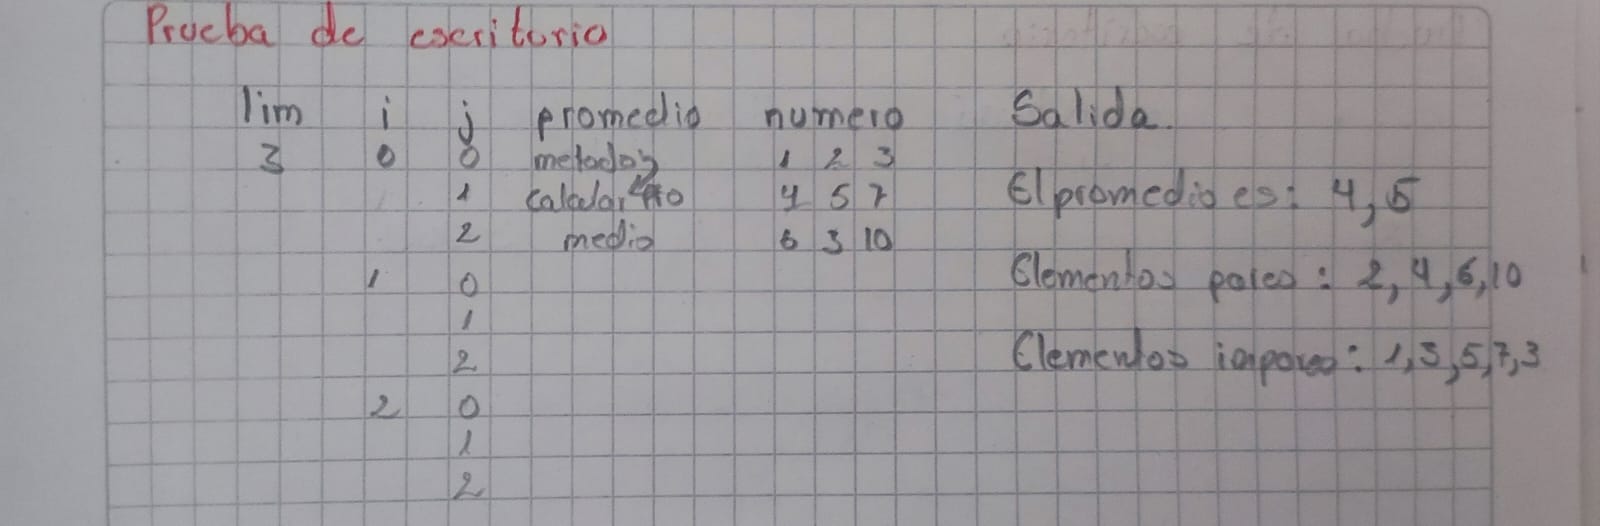 Prueba de escritorio
lim i j promedio numero Salida.
3 0 0 metodo 1 2 3
1 calcular Pro 4 5 7 El promedio es: 4,5
2 medio 6 3 10
1 0 Elementos pares: 2,4,6,10
1
2 Elementos impares: 1,3,5,7,3
2 0
1
2